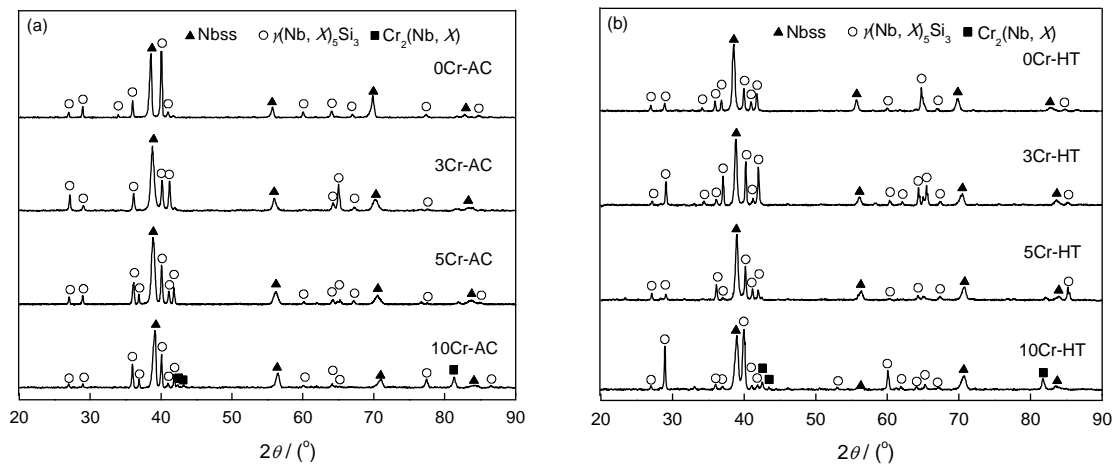 (a)
▲ Nbss ○ γ(Nb, X)5Si3 ■ Cr2(Nb, X)
0Cr-AC
3Cr-AC
5Cr-AC
10Cr-AC
20 30 40 50 60 70 80 90
2θ / (o)
(b)
▲ Nbss ○ γ(Nb, X)5Si3 ■ Cr2(Nb, X)
0Cr-HT
3Cr-HT
5Cr-HT
10Cr-HT
20 30 40 50 60 70 80 90
2θ / (o)